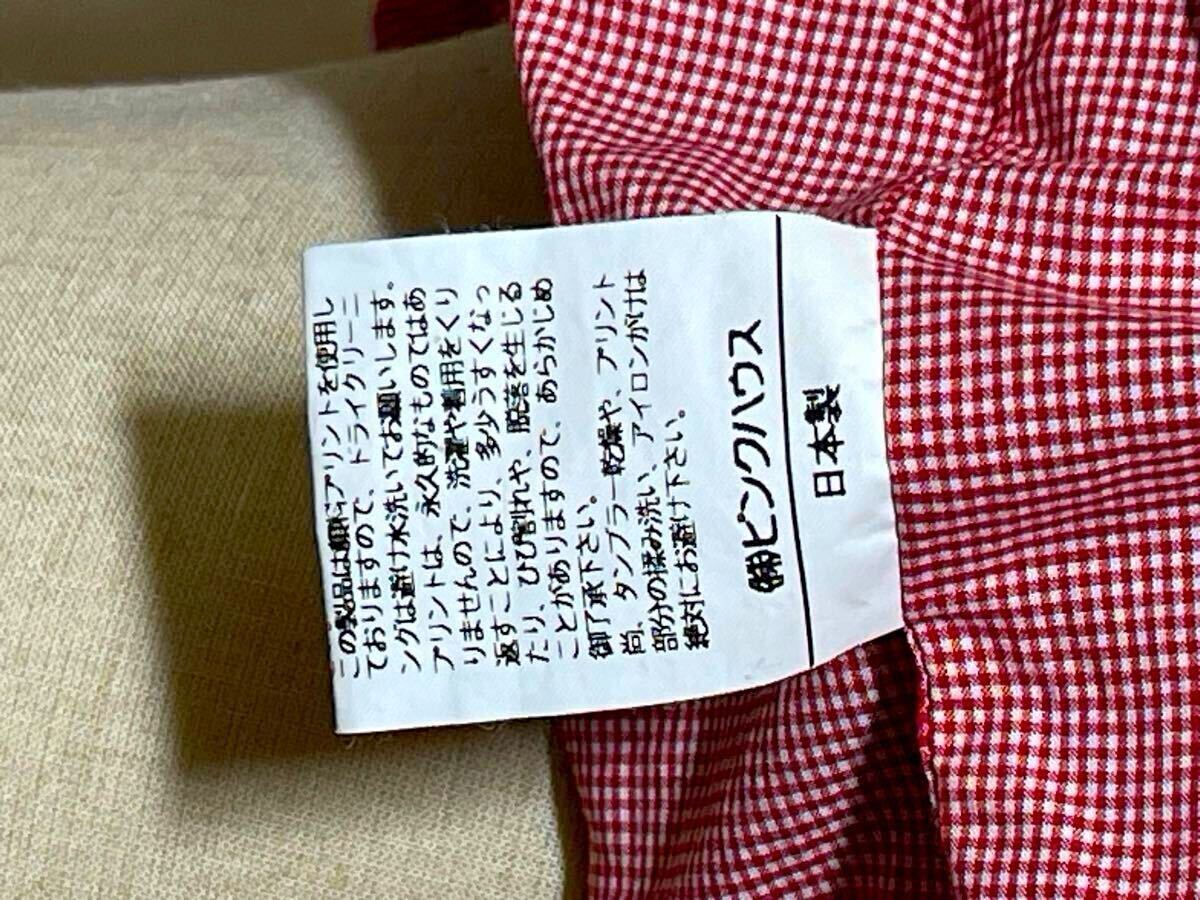 この製品は顔料プリントを使用し
ておりますので、ドライクリーニ
ングは避け水洗いでお願いします。
プリントは、永久的なものではあ
りませんので、洗濯や着用をくり
返すことにより、多少うすくなっ
たり、ひび割れや、脱落を生じる
ことがありますので、あらかじめ
御了承下さい。
尚、タンブラー乾燥や、プリント
部分の揉み洗い、アイロンがけは
絶対にお避け下さい。
㈱ピンクハウス
日本製